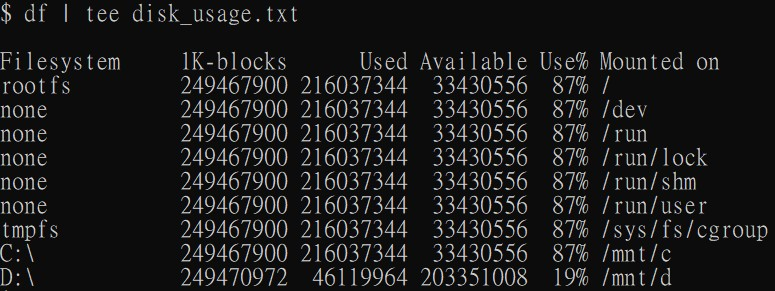 $ df | tee disk_usage.txt
Filesystem     1K-blocks      Used Available Use% Mounted on
rootfs         249467900 216037344  33430556  87% /
none           249467900 216037344  33430556  87% /dev
none           249467900 216037344  33430556  87% /run
none           249467900 216037344  33430556  87% /run/lock
none           249467900 216037344  33430556  87% /run/shm
none           249467900 216037344  33430556  87% /run/user
tmpfs          249467900 216037344  33430556  87% /sys/fs/cgroup
C:\            249467900 216037344  33430556  87% /mnt/c
D:\            249470972  46119964 203351008  19% /mnt/d